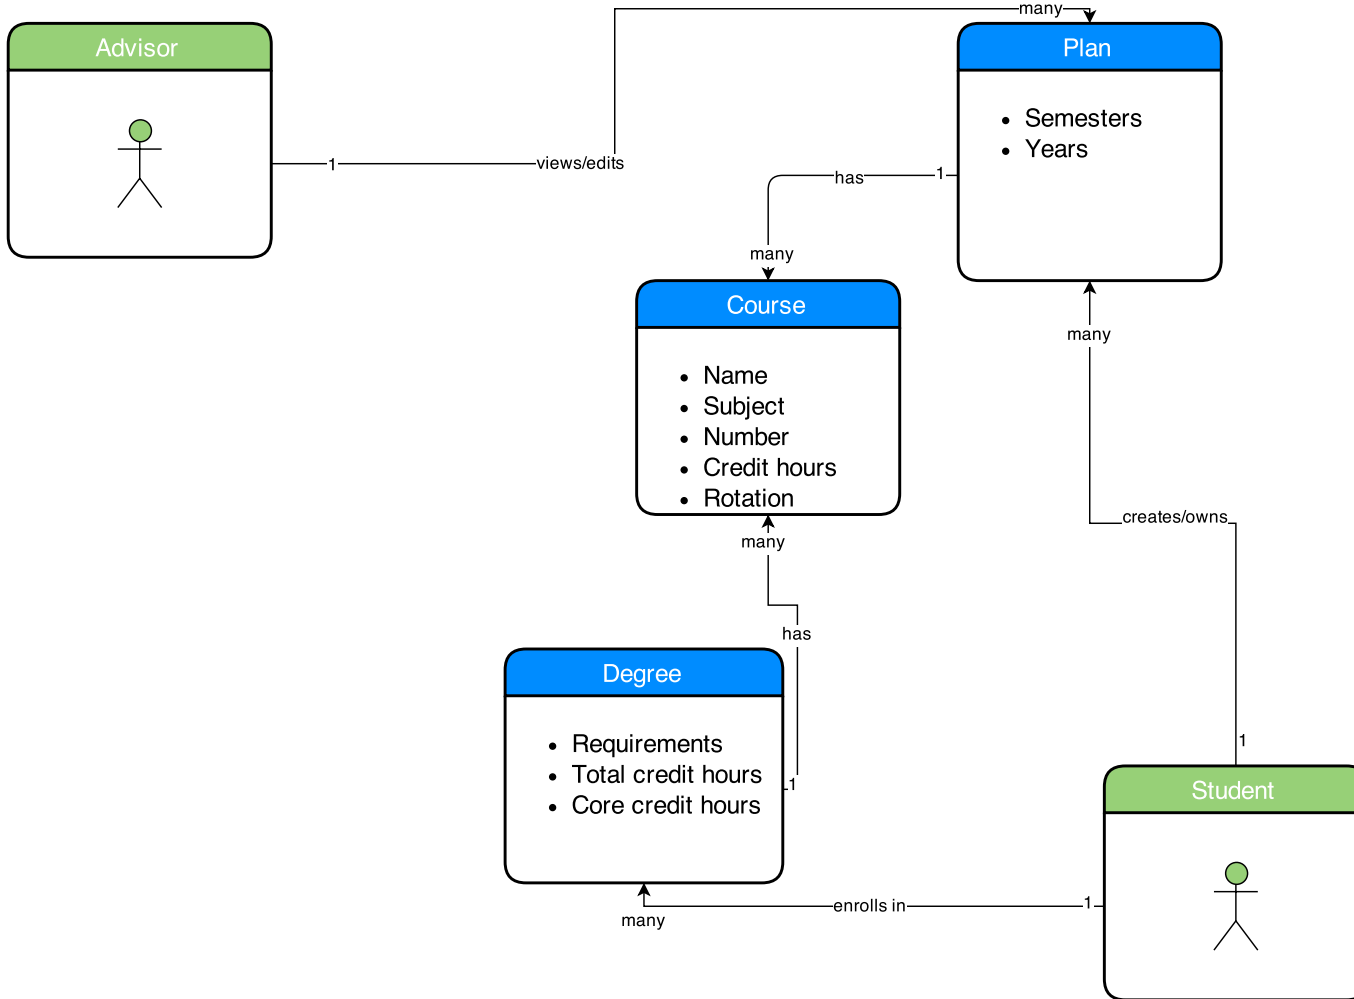 many
Advisor
Plan
Semesters
Years
1
views/edits
has
1
many
Course
many
Name
Subject
Number
Credit hours
Rotation
creates/owns
many
has
Degree
1
Requirements
Total credit hours
Core credit hours
1
Student
many
enrolls in
1